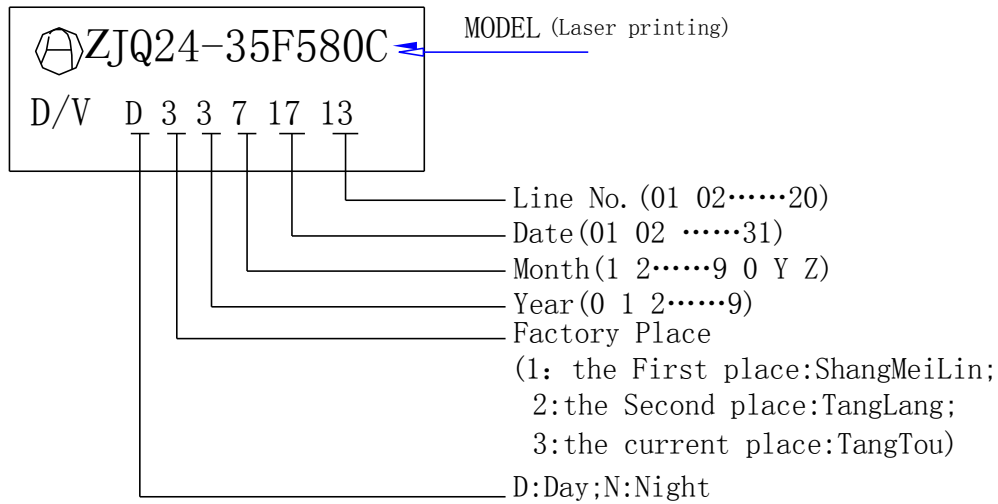 ZJQ24-35F580C
MODEL (Laser printing)
D/V D 3 3 7 17 13
Line No. (01 02……20)
Date(01 02 ……31)
Month(1 2……9 0 Y Z)
Year(0 1 2……9)
Factory Place
(1: the First place:ShangMeiLin;
2:the Second place:TangLang;
3:the current place:TangTou)
D:Day;N:Night